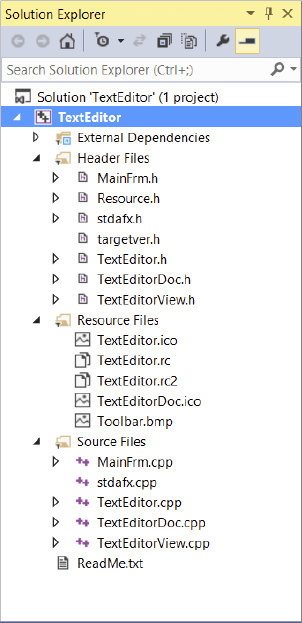 Solution Explorer
Search Solution Explorer (Ctrl+;)
Solution 'TextEditor' (1 project)
TextEditor
External Dependencies
Header Files
MainFrm.h
Resource.h
stdafx.h
targetver.h
TextEditor.h
TextEditorDoc.h
TextEditorView.h
Resource Files
TextEditor.ico
TextEditor.rc
TextEditor.rc2
TextEditorDoc.ico
Toolbar.bmp
Source Files
MainFrm.cpp
stdafx.cpp
TextEditor.cpp
TextEditorDoc.cpp
TextEditorView.cpp
ReadMe.txt